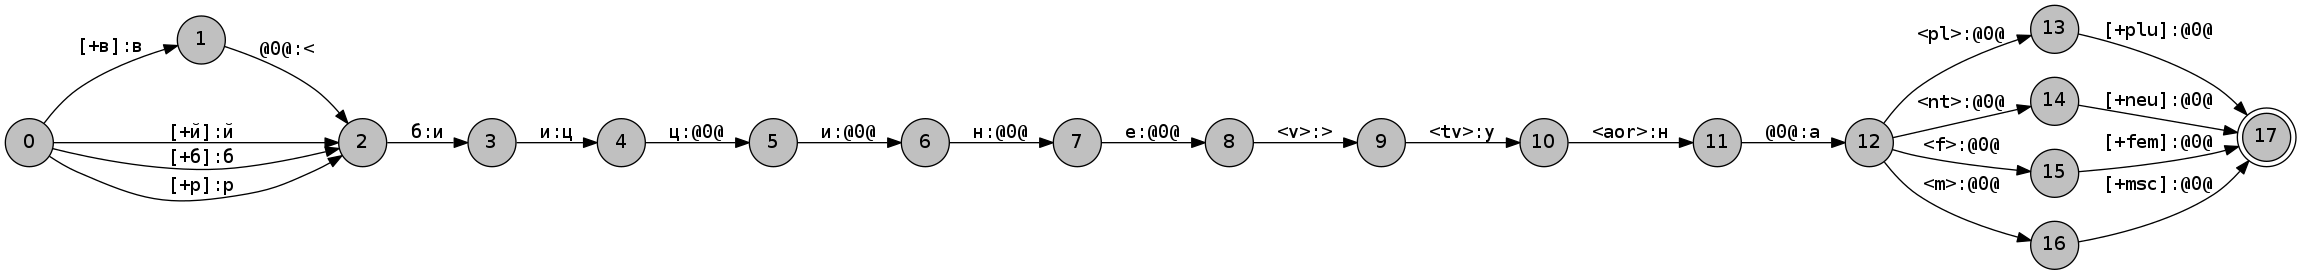 0
[+в]:в
1
@0@:<
[+й]:й
[+б]:б
[+р]:р
2
б:и
3
и:ц
4
ц:@0@
5
и:@0@
6
н:@0@
7
е:@0@
8
<v>:>
9
<tv>:у
10
<aor>:н
11
@0@:а
12
<pl>:@0@
13
[+plu]:@0@
<nt>:@0@
14
[+neu]:@0@
<f>:@0@
15
[+fem]:@0@
<m>:@0@
16
[+msc]:@0@
17